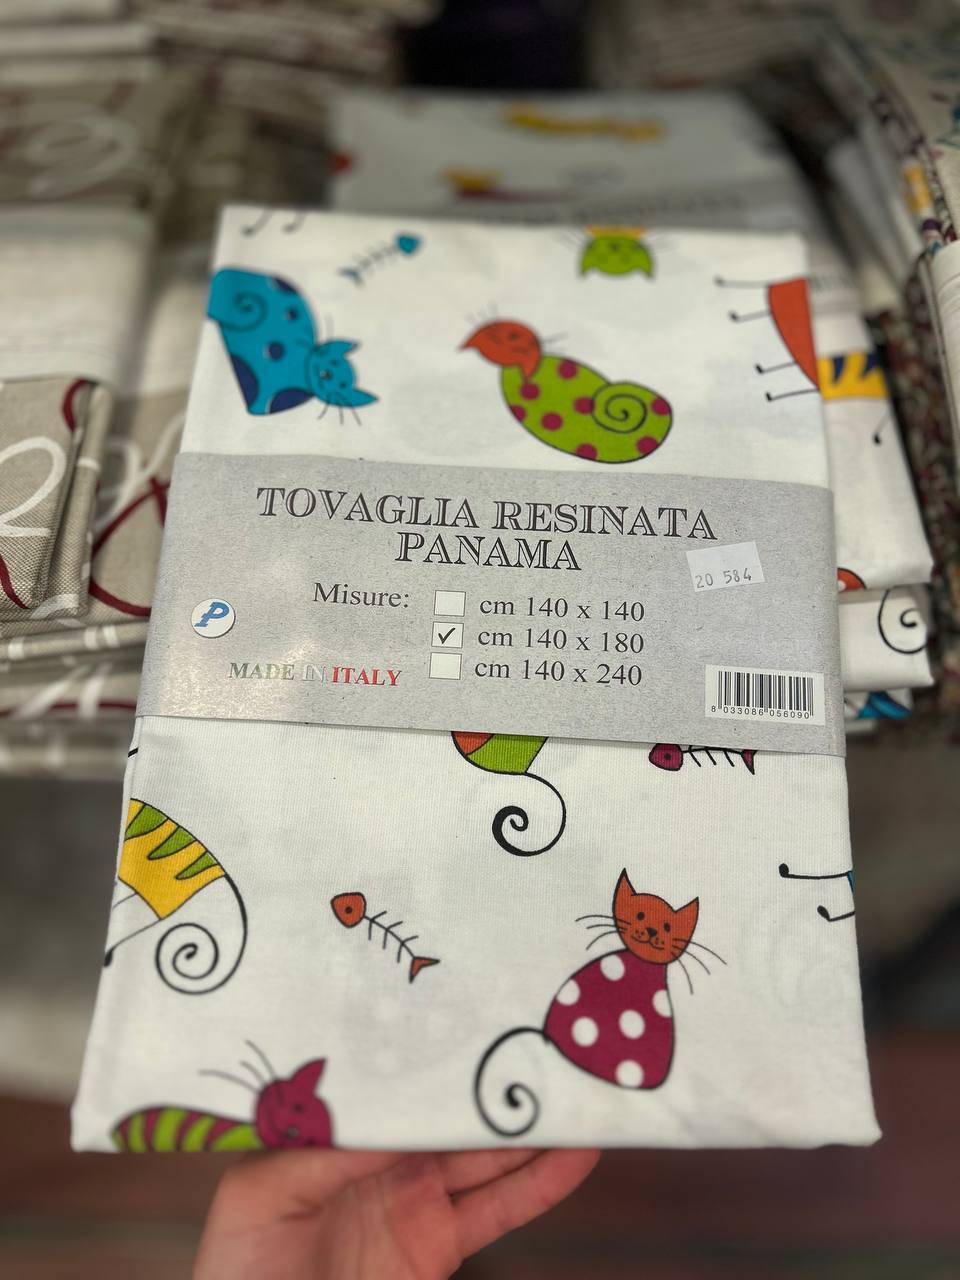 TOVAGLIA RESINATA
PANAMA
20 584
Misure:
cm 140 x 140
cm 140 x 180
cm 140 x 240
P
MADE IN ITALY
8 033086 056090